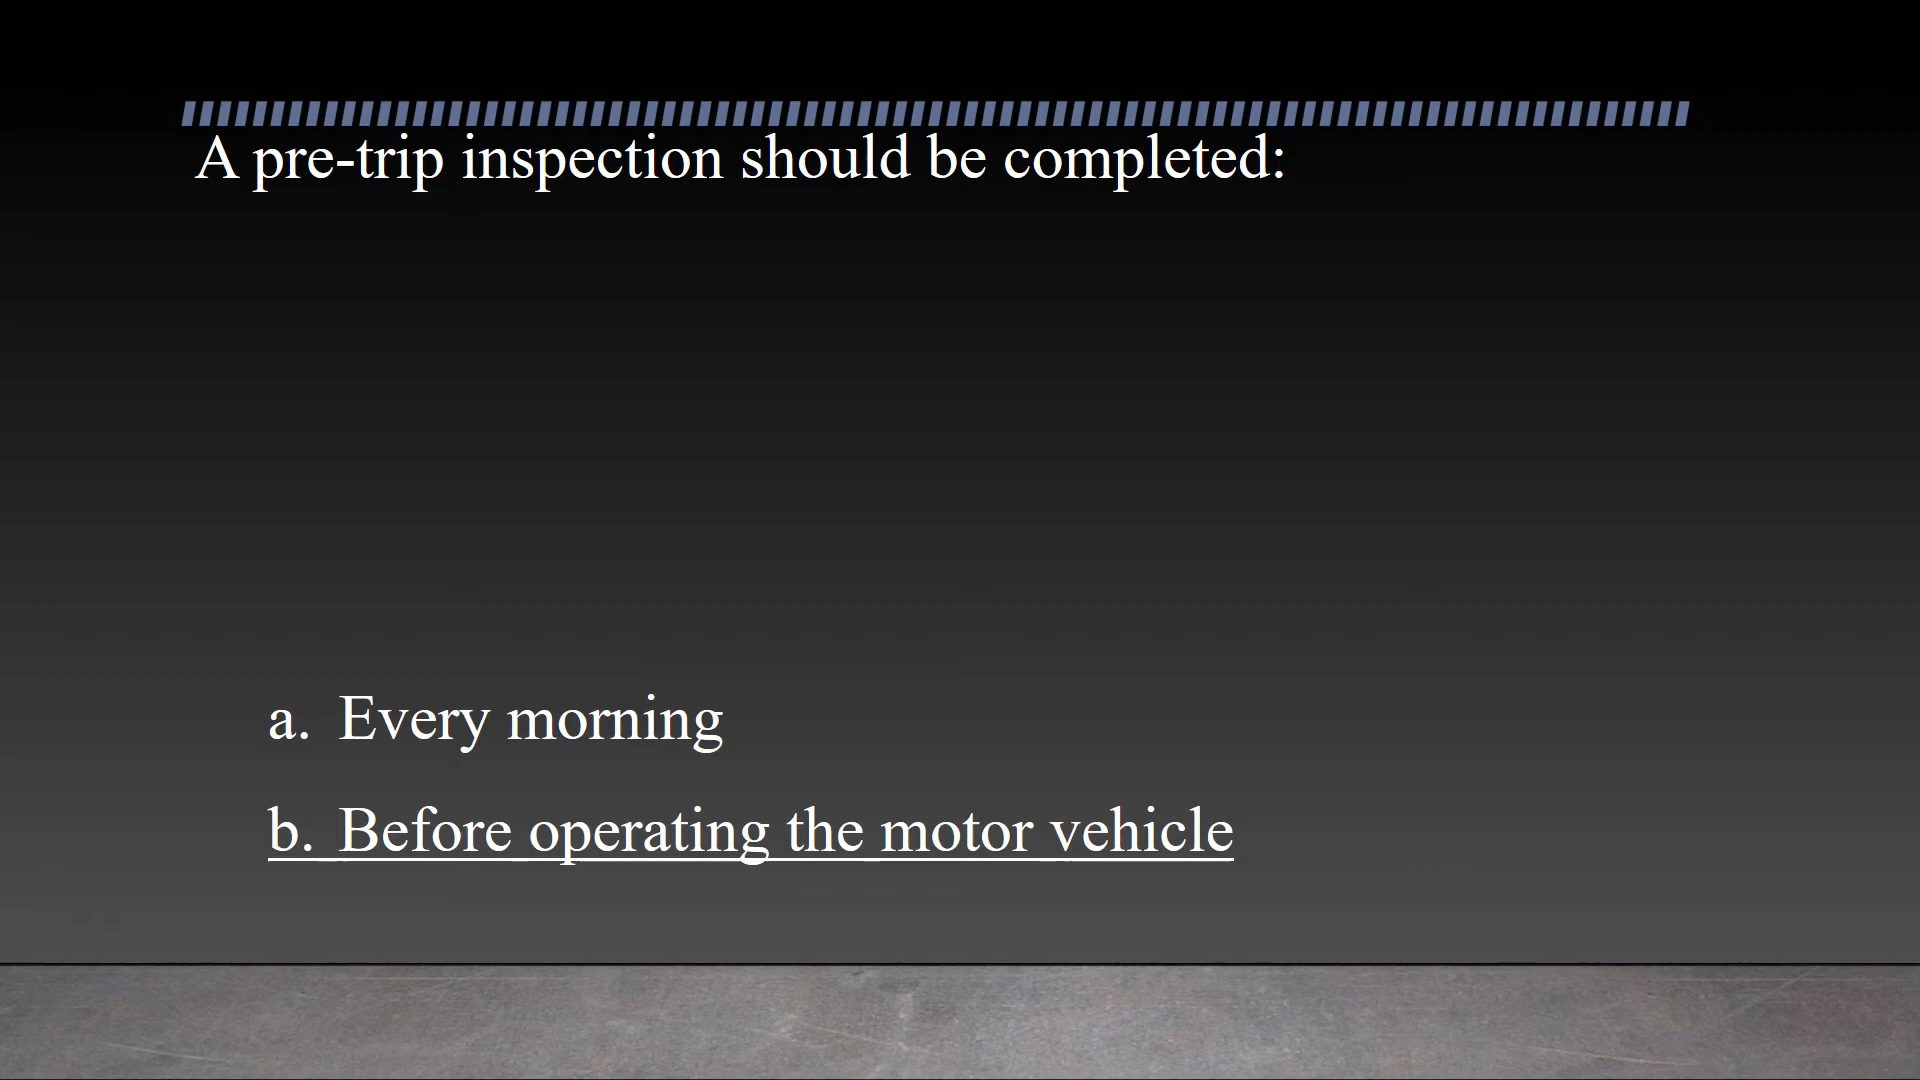 A pre-trip inspection should be completed:
a. Every morning
b. Before operating the motor vehicle